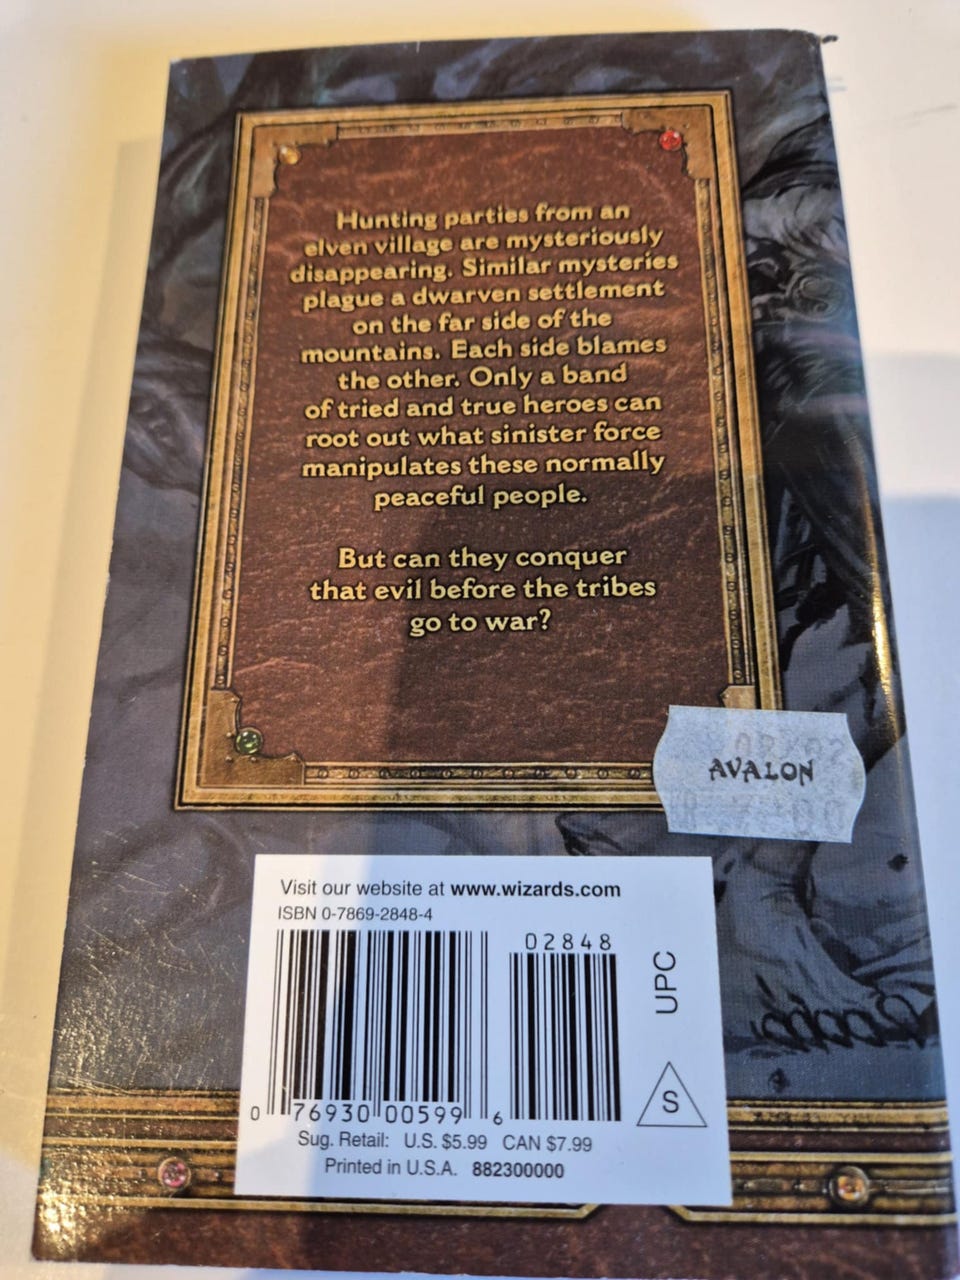 Hunting parties from an
elven village are mysteriously
disappearing. Similar mysteries
plague a dwarven settlement
on the far side of the
mountains. Each side blames
the other. Only a band
of tried and true heroes can
root out what sinister force
manipulates these normally
peaceful people.
But can they conquer
that evil before the tribes
go to war?
AVALON
Visit our website at www.wizards.com
ISBN 0-7869-2848-4
02848
UPC
0 76930 00599 6
S
Sug. Retail: U.S. $5.99 CAN $7.99
Printed in U.S.A. 882300000